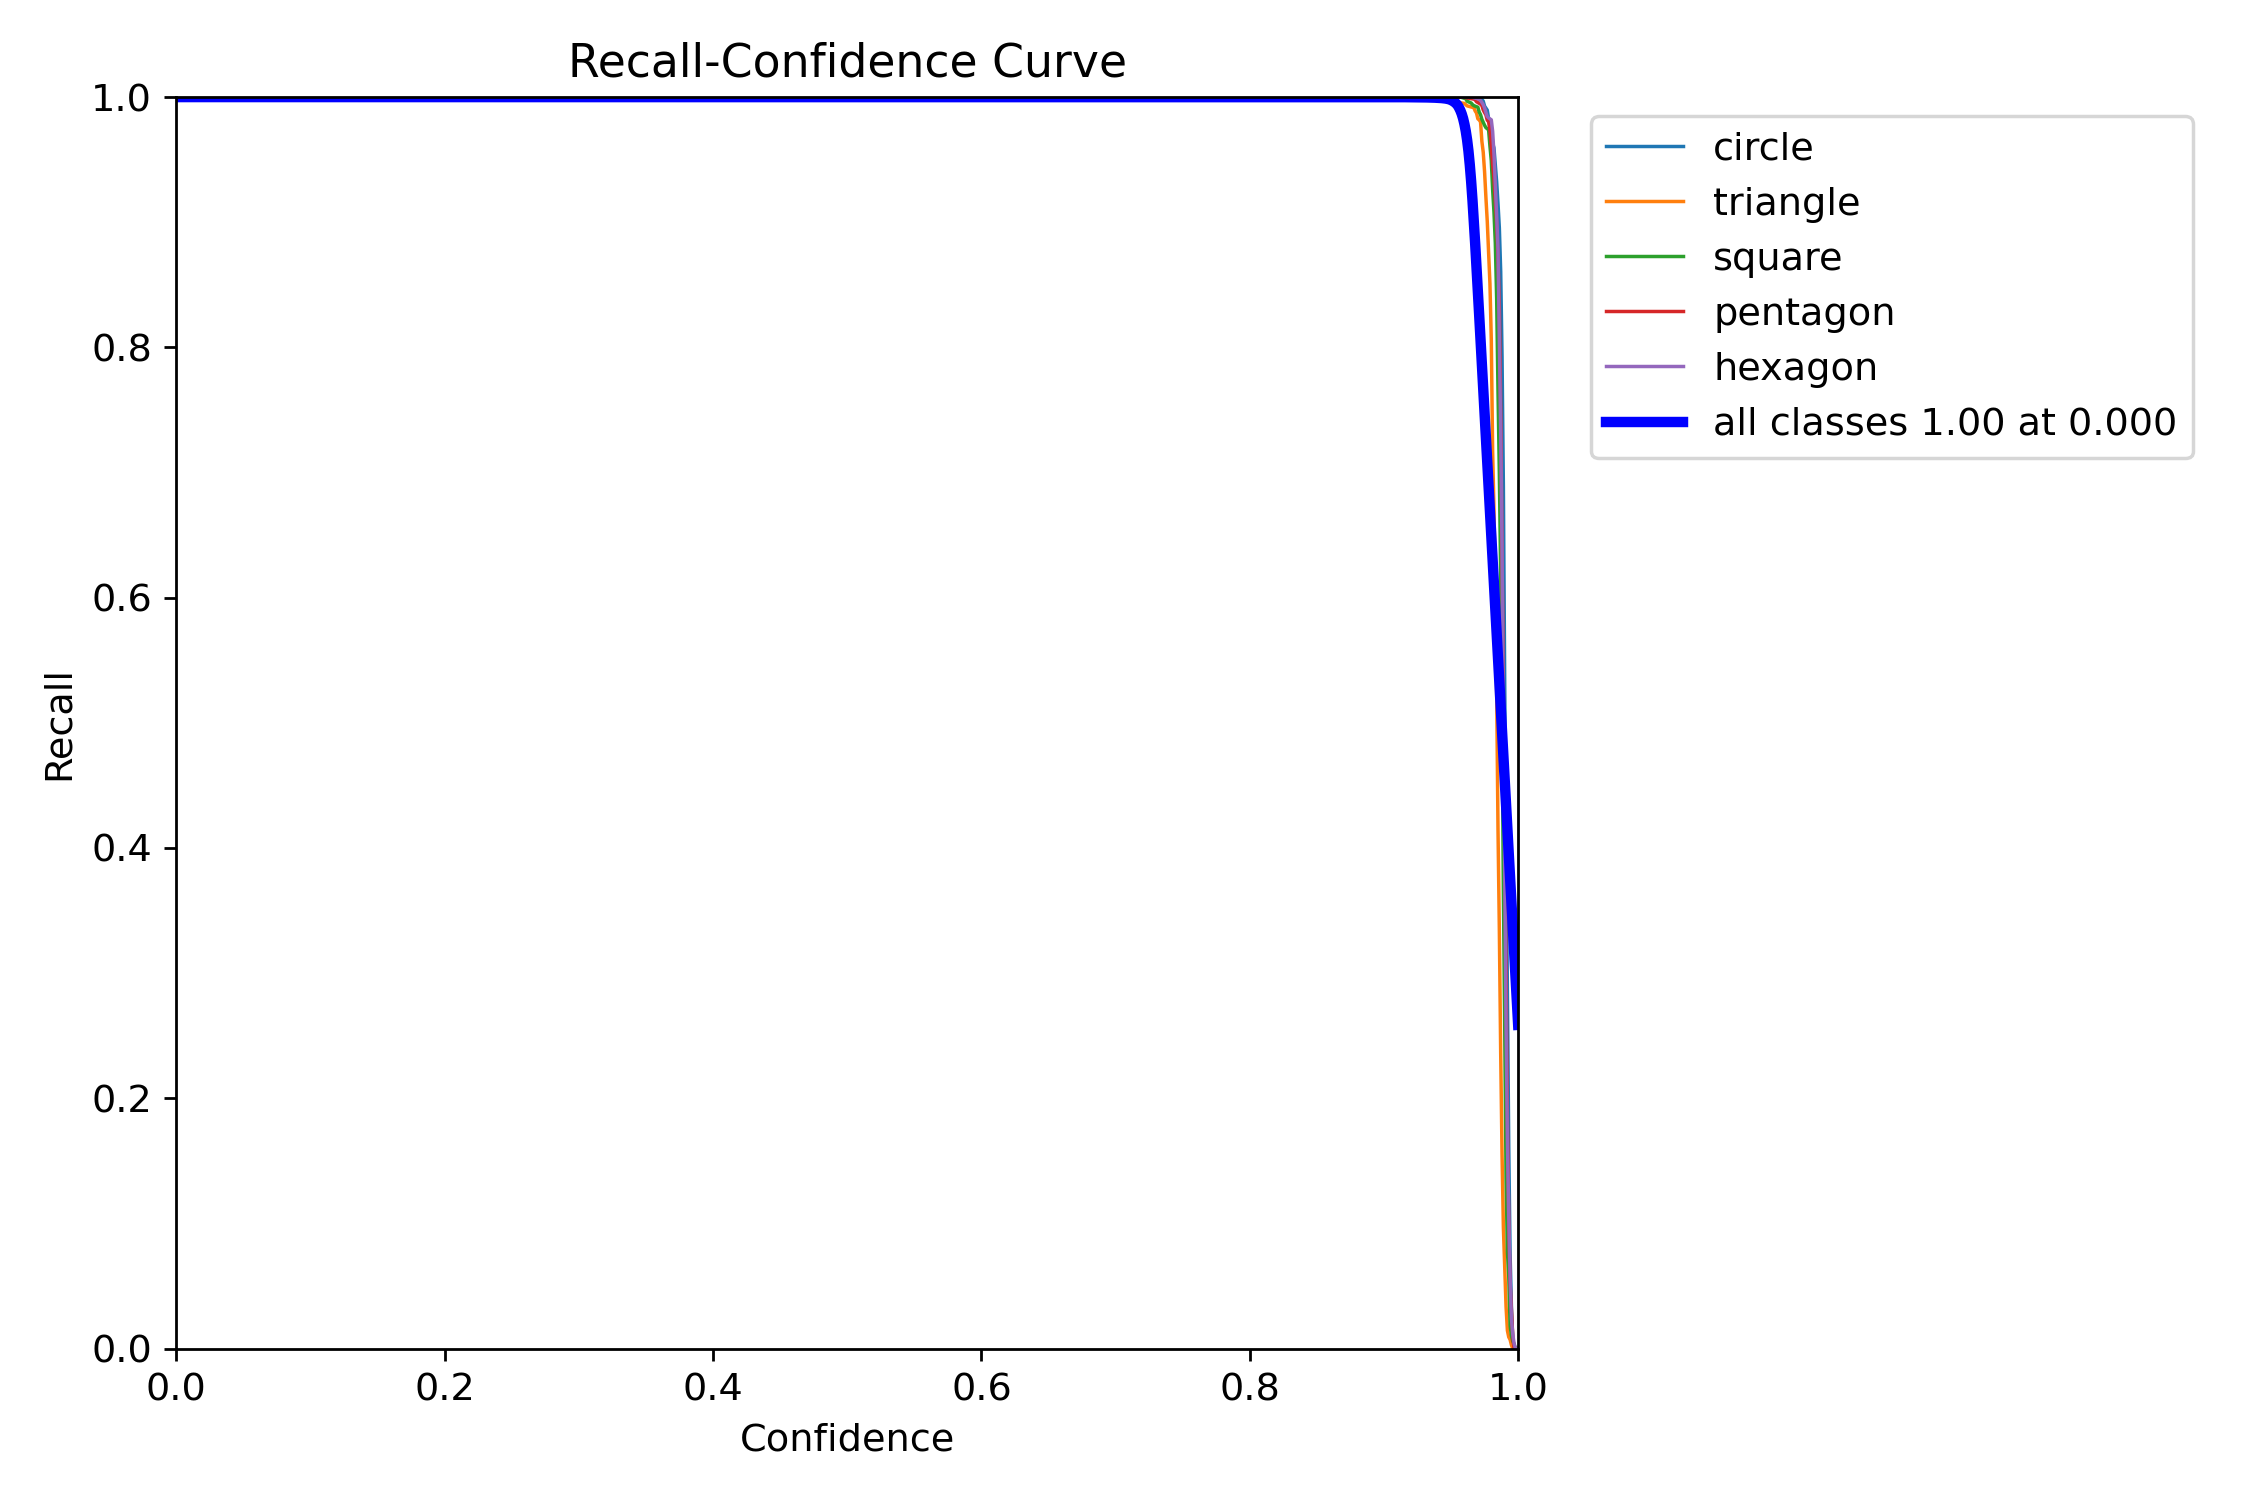 Recall-Confidence Curve
1.0
0.8
0.6
0.4
0.2
0.0
Recall
0.0 0.2 0.4 0.6 0.8 1.0
Confidence
circle
triangle
square
pentagon
hexagon
all classes 1.00 at 0.000